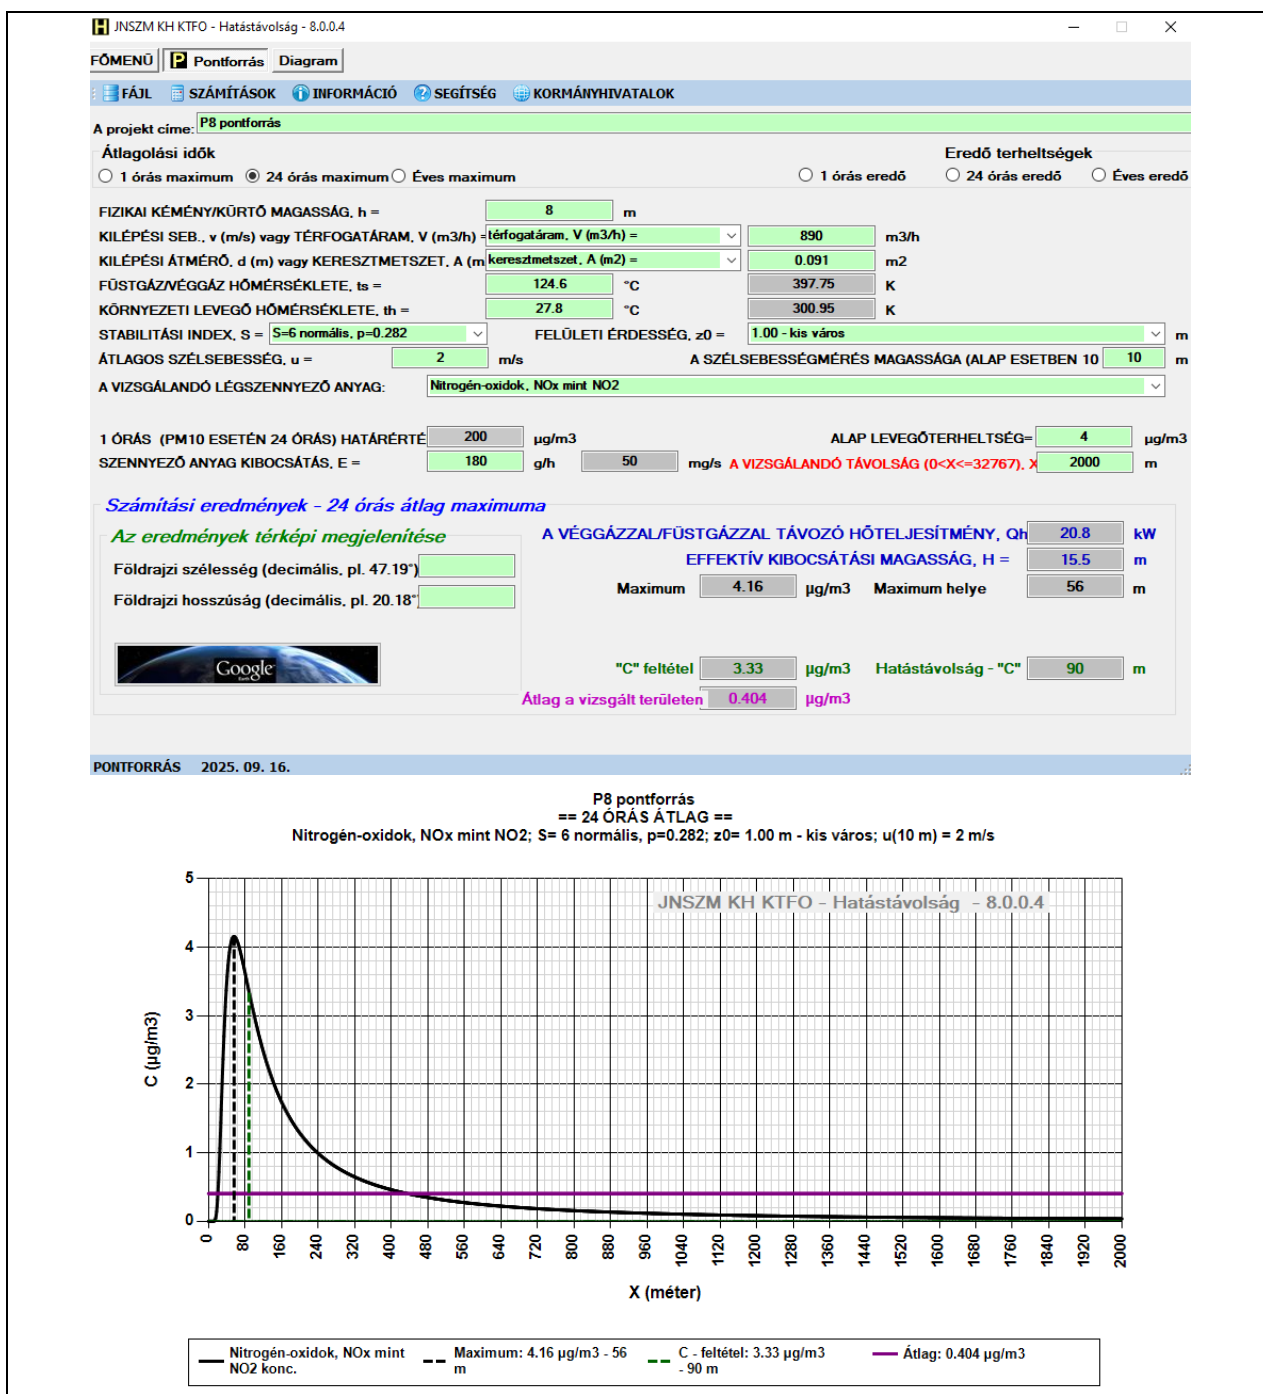 JNSZM KH KTFO - Hatástávolság - 8.0.0.4
FŐMENÜ P Pontforrás Diagram
FÁJL SZÁMÍTÁSOK INFORMÁCIÓ SEGÍTSÉG KORMÁNYHIVATALOK
A projekt címe: P8 pontforrás
Átlagolási idők Eredő terheltségek
1 órás maximum 24 órás maximum Éves maximum 1 órás eredő 24 órás eredő Éves eredő
FIZIKAI KÉMÉNY/KÜRTŐ MAGASSÁG, h = 8 m
KILÉPÉSI SEB., v (m/s) vagy TÉRFOGATÁRAM, V (m3/h) = térfogatáram, V (m3/h) = 890 m3/h
KILÉPÉSI ÁTMÉRŐ, d (m) vagy KERESZTMETSZET, A (m keresztmetszet, A (m2) = 0.091 m2
FÜSTGÁZ/VÉGGÁZ HŐMÉRSÉKLETE, ts = 124.6 °C 397.75 K
KÖRNYEZETI LEVEGŐ HŐMÉRSÉKLETE, th = 27.8 °C 300.95 K
STABILITÁSI INDEX, S = S=6 normális, p=0.282 FELÜLETI ÉRDESSÉG, z0 = 1.00 - kis város m
ÁTLAGOS SZÉLSEBESSÉG, u = 2 m/s A SZÉLSEBESSÉGMÉRÉS MAGASSÁGA (ALAP ESETBEN 10 10 m
A VIZSGÁLANDÓ LÉGSZENNYEZŐ ANYAG: Nitrogén-oxidok, NOx mint NO2
1 ÓRÁS (PM10 ESETÉN 24 ÓRÁS) HATÁRÉRTÉ 200 µg/m3 ALAP LEVEGŐTERHELTSÉG= 4 µg/m3
SZENNYEZŐ ANYAG KIBOCSÁTÁS, E = 180 g/h 50 mg/s A VIZSGÁLANDÓ TÁVOLSÁG (0<X<=32767), X 2000 m
Számítási eredmények - 24 órás átlag maximuma
Az eredmények térképi megjelenítése A VÉGGÁZZAL/FÜSTGÁZZAL TÁVOZÓ HŐTELJESÍTMÉNY, Qh 20.8 kW
EFFEKTÍV KIBOCSÁTÁSI MAGASSÁG, H = 15.5 m
Földrajzi szélesség (decimális, pl. 47.19°)
Maximum 4.16 µg/m3 Maximum helye 56 m
Földrajzi hosszúság (decimális, pl. 20.18°)
Google
"C" feltétel 3.33 µg/m3 Hatástávolság - "C" 90 m
Átlag a vizsgált területen 0.404 µg/m3
PONTFORRÁS 2025. 09. 16.
P8 pontforrás
== 24 ÓRÁS ÁTLAG ==
Nitrogén-oxidok, NOx mint NO2; S= 6 normális, p=0.282; z0= 1.00 m - kis város; u(10 m) = 2 m/s
JNSZM KH KTFO - Hatástávolság - 8.0.0.4
5
4
3
2
1
0
C (µg/m3)
0 80 160 240 320 400 480 560 640 720 800 880 960 1040 1120 1200 1280 1360 1440 1520 1600 1680 1760 1840 1920 2000
X (méter)
Nitrogén-oxidok, NOx mint Maximum: 4.16 µg/m3 - 56 C - feltétel: 3.33 µg/m3 Átlag: 0.404 µg/m3
NO2 konc. m - 90 m